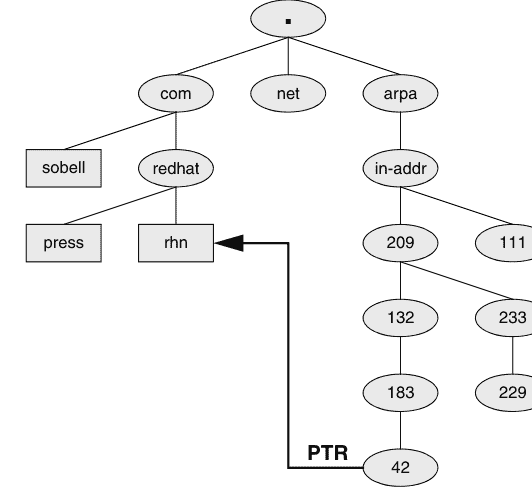 .
com net arpa
sobell redhat in-addr
press rhn 209 111
132 233
183 229
PTR 42